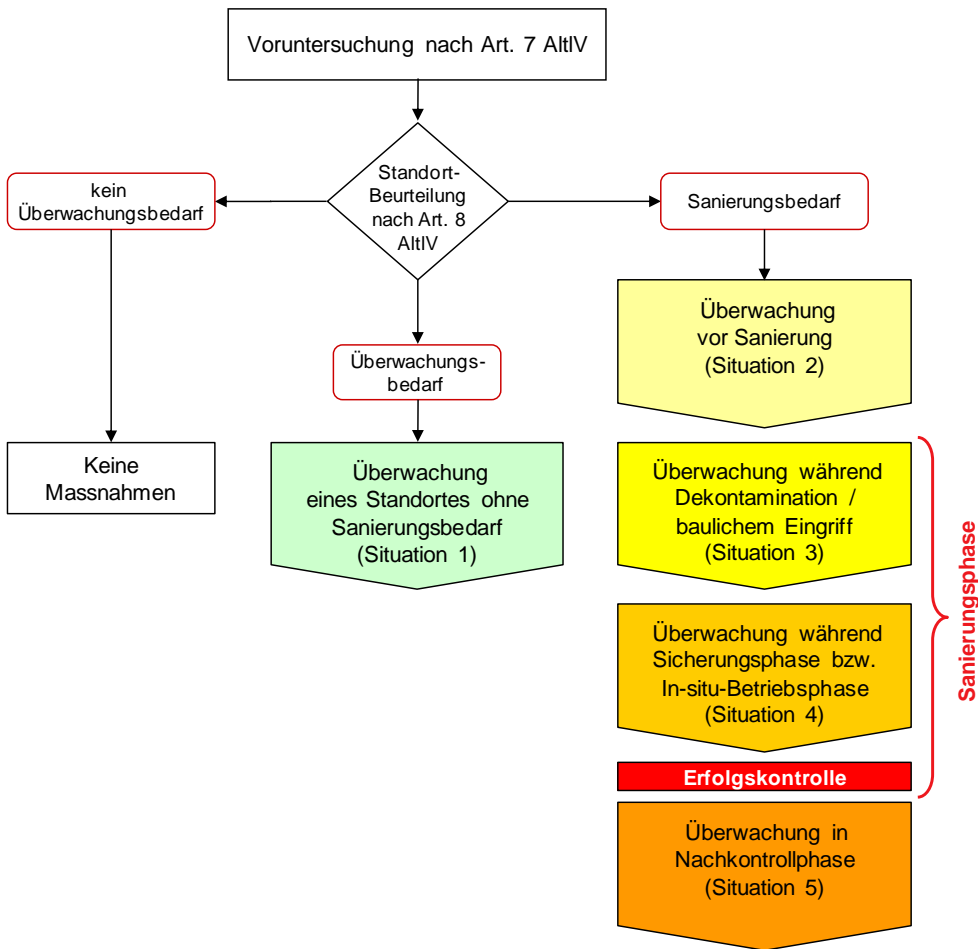 Voruntersuchung nach Art. 7 AltlV
Standort-
Beurteilung
nach Art. 8
AltlV
kein
Überwachungsbedarf
Sanierungsbedarf
Überwachungs-
bedarf
Keine
Massnahmen
Überwachung
eines Standortes ohne
Sanierungsbedarf
(Situation 1)
Überwachung
vor Sanierung
(Situation 2)
Überwachung während
Dekontamination /
baulichem Eingriff
(Situation 3)
Überwachung während
Sicherungsphase bzw.
In-situ-Betriebsphase
(Situation 4)
Erfolgskontrolle
Überwachung in
Nachkontrollphase
(Situation 5)
Sanierungsphase